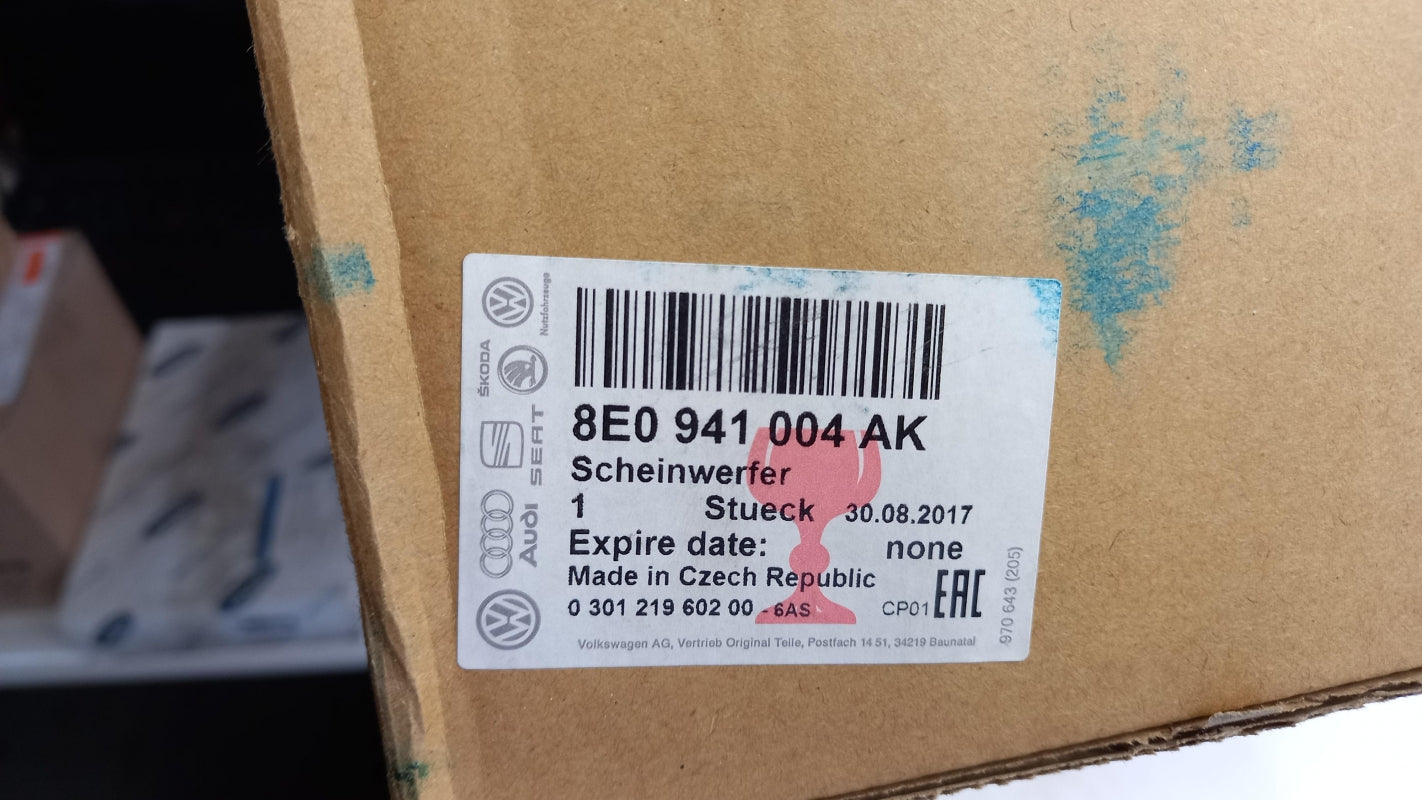 8E0 941 004 AK
Scheinwerfer
1 Stueck 30.08.2017
Expire date: none
Made in Czech Republic
0 301 219 602 00 - 6AS CP01 EAC
Volkswagen AG, Vertrieb Original Teile, Postfach 14 51, 34219 Baunatal
970 643 (205)
Nutzfahrzeuge
ŠKODA
SEAT
Audi